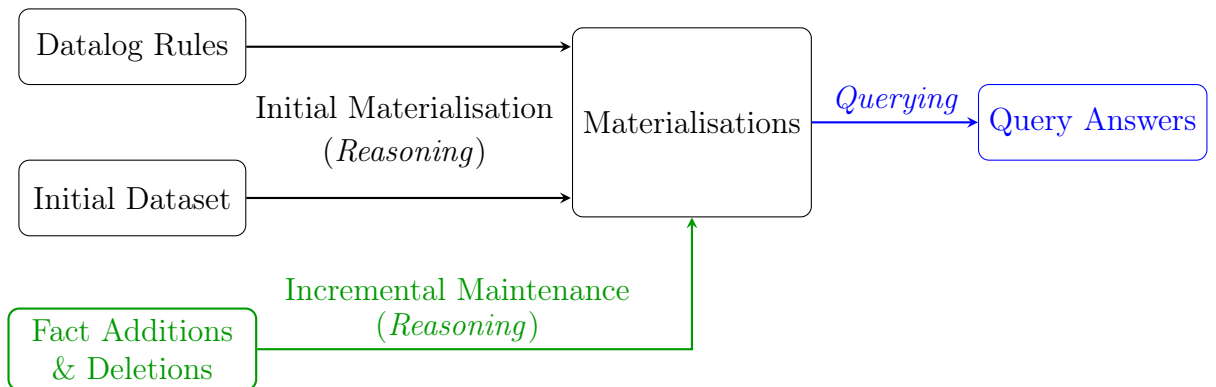 Datalog Rules
Initial Materialisation
(Reasoning)
Initial Dataset
Materialisations
Querying
Query Answers
Incremental Maintenance
(Reasoning)
Fact Additions
& Deletions